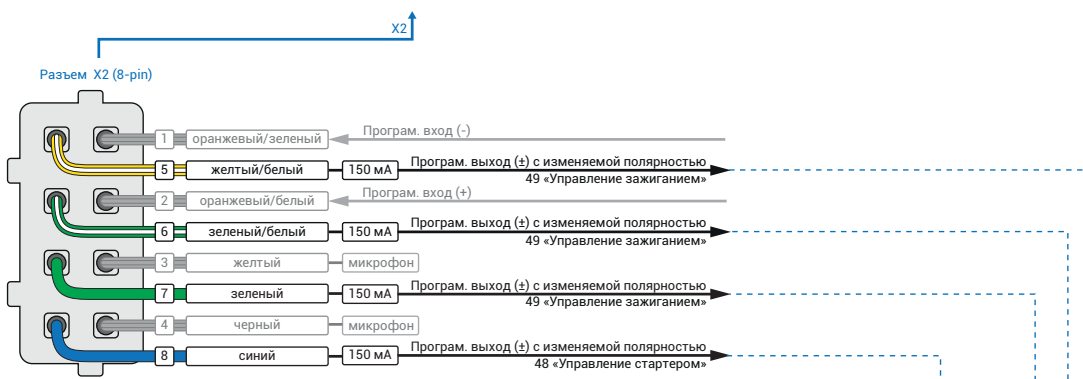 X2
Разъем X2 (8-pin)
1 оранжевый/зеленый Програм. вход (-)
5 желтый/белый 150 мА Програм. выход (±) с изменяемой полярностью
49 «Управление зажиганием»
2 оранжевый/белый Програм. вход (+)
6 зеленый/белый 150 мА Програм. выход (±) с изменяемой полярностью
49 «Управление зажиганием»
3 желтый микрофон
7 зеленый 150 мА Програм. выход (±) с изменяемой полярностью
49 «Управление зажиганием»
4 черный микрофон
8 синий 150 мА Програм. выход (±) с изменяемой полярностью
48 «Управление стартером»